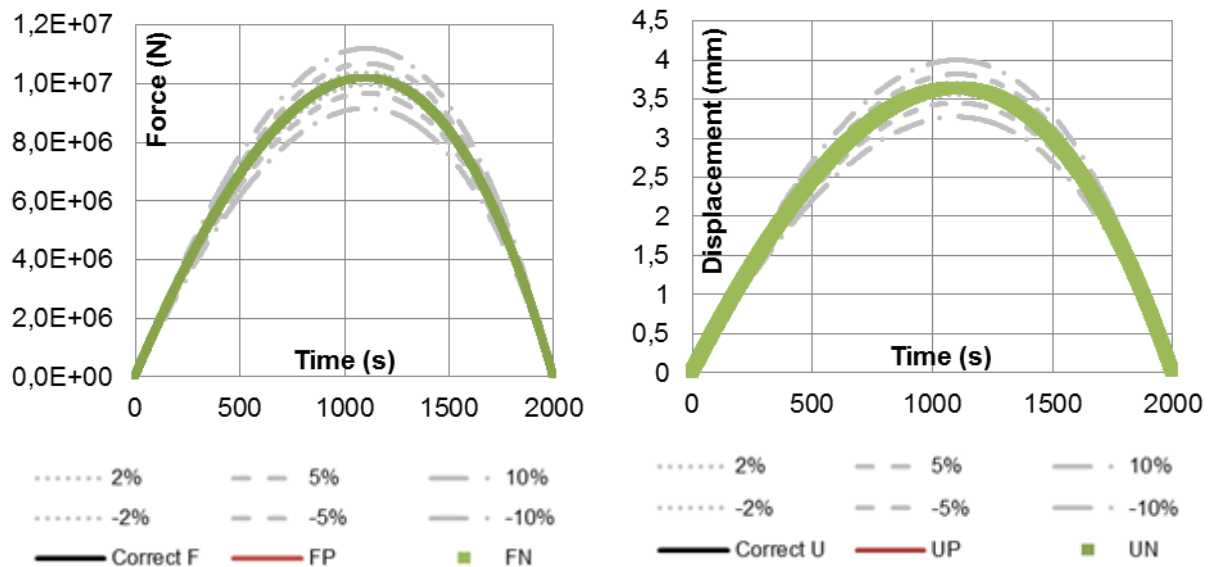 1,2E+07
1,0E+07
8,0E+06
6,0E+06
4,0E+06
2,0E+06
0,0E+00
Force (N)
Time (s)
0 500 1000 1500 2000
2% 5% 10%
-2% -5% -10%
Correct F FP FN
4,5
4
3,5
3
2,5
2
1,5
1
0,5
0
Displacement (mm)
Time (s)
0 500 1000 1500 2000
2% 5% 10%
-2% -5% -10%
Correct U UP UN